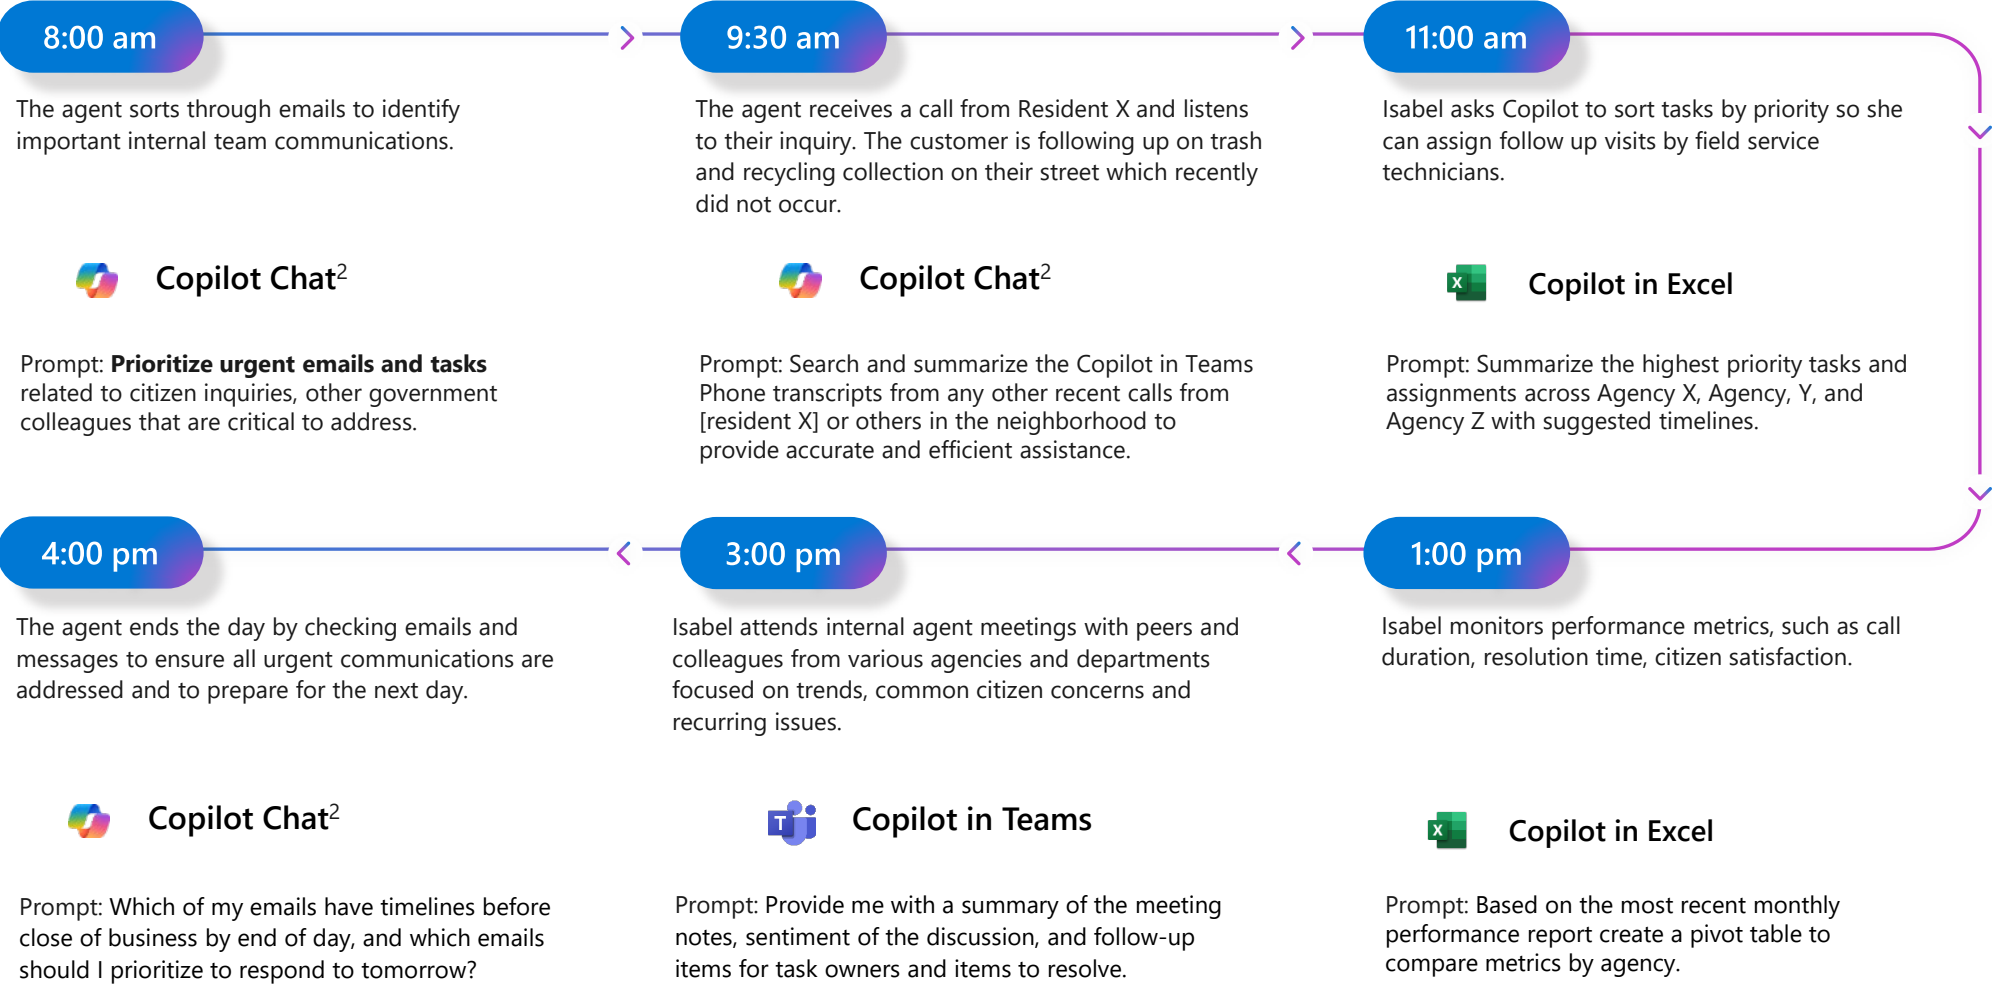 8:00 am
The agent sorts through emails to identify
important internal team communications.
Copilot Chat2
Prompt: Prioritize urgent emails and tasks
related to citizen inquiries, other government
colleagues that are critical to address.
9:30 am
The agent receives a call from Resident X and listens
to their inquiry. The customer is following up on trash
and recycling collection on their street which recently
did not occur.
Copilot Chat2
Prompt: Search and summarize the Copilot in Teams
Phone transcripts from any other recent calls from
[resident X] or others in the neighborhood to
provide accurate and efficient assistance.
11:00 am
Isabel asks Copilot to sort tasks by priority so she
can assign follow up visits by field service
technicians.
X
Copilot in Excel
Prompt: Summarize the highest priority tasks and
assignments across Agency X, Agency, Y, and
Agency Z with suggested timelines.
1:00 pm
Isabel monitors performance metrics, such as call
duration, resolution time, citizen satisfaction.
X
Copilot in Excel
Prompt: Based on the most recent monthly
performance report create a pivot table to
compare metrics by agency.
3:00 pm
Isabel attends internal agent meetings with peers and
colleagues from various agencies and departments
focused on trends, common citizen concerns and
recurring issues.
T
Copilot in Teams
Prompt: Provide me with a summary of the meeting
notes, sentiment of the discussion, and follow-up
items for task owners and items to resolve.
4:00 pm
The agent ends the day by checking emails and
messages to ensure all urgent communications are
addressed and to prepare for the next day.
Copilot Chat2
Prompt: Which of my emails have timelines before
close of business by end of day, and which emails
should I prioritize to respond to tomorrow?